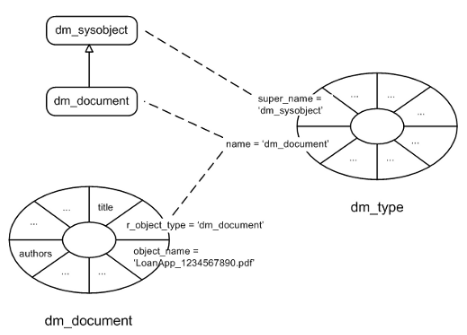 dm_sysobject
dm_document
super_name =
'dm_sysobject'
name = 'dm_document'
...
...
...
...
...
...
dm_type
title
...
...
r_object_type = 'dm_document'
authors
object_name =
'LoanApp_1234567890.pdf'
...
...
dm_document